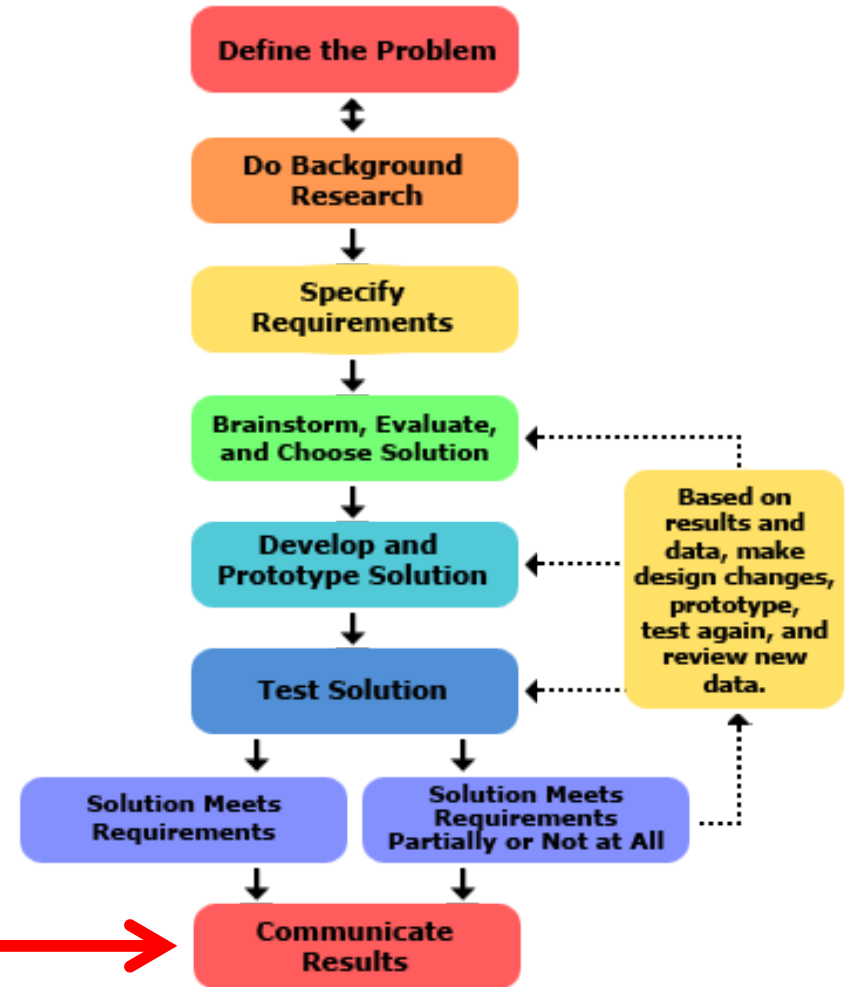 Define the Problem
Do Background
Research
Specify
Requirements
Brainstorm, Evaluate,
and Choose Solution
Develop and
Prototype Solution
Test Solution
Based on
results and
data, make
design changes,
prototype,
test again, and
review new
data.
Solution Meets
Requirements
Solution Meets
Requirements
Partially or Not at All
Communicate
Results